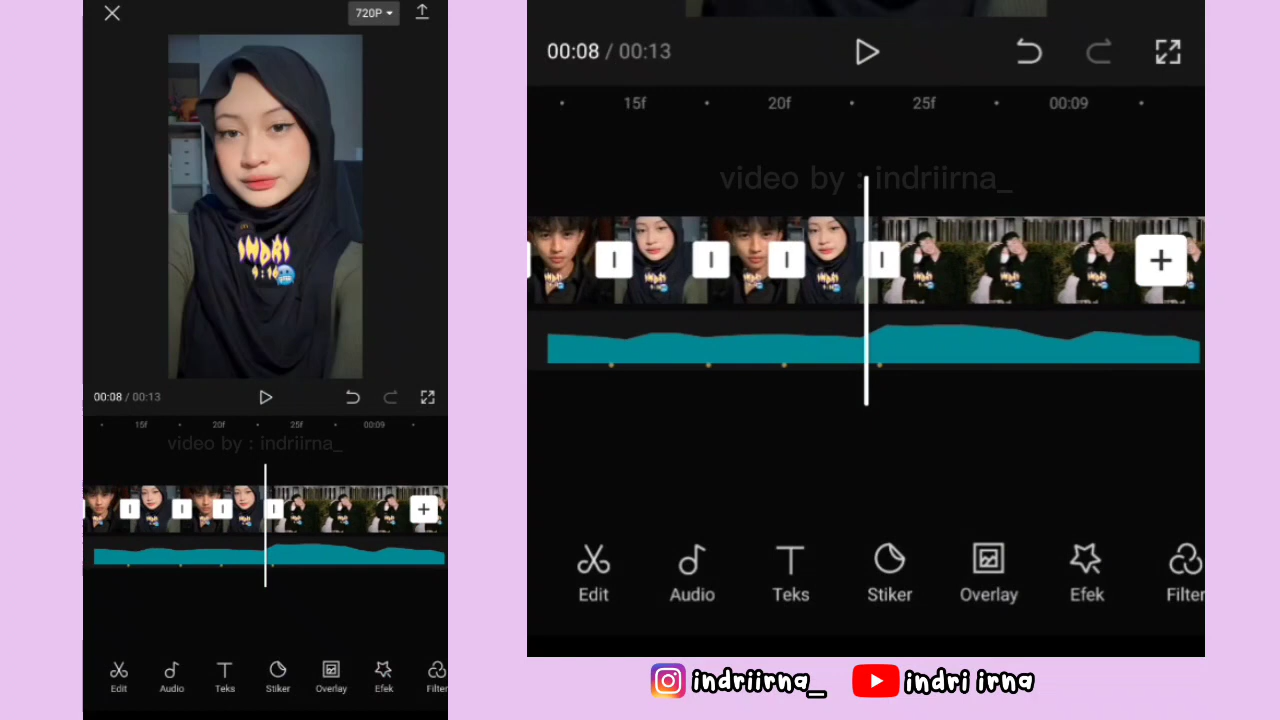 720P
INDRI
9:16
00:08 / 00:13
15f 20f 25f 00:09
video by : indriirna_
Edit Audio Teks Stiker Overlay Efek Filter
00:08 / 00:13
15f 20f 25f 00:09
video by : indriirna_
Edit Audio Teks Stiker Overlay Efek Filter
indriirna_ indri irna